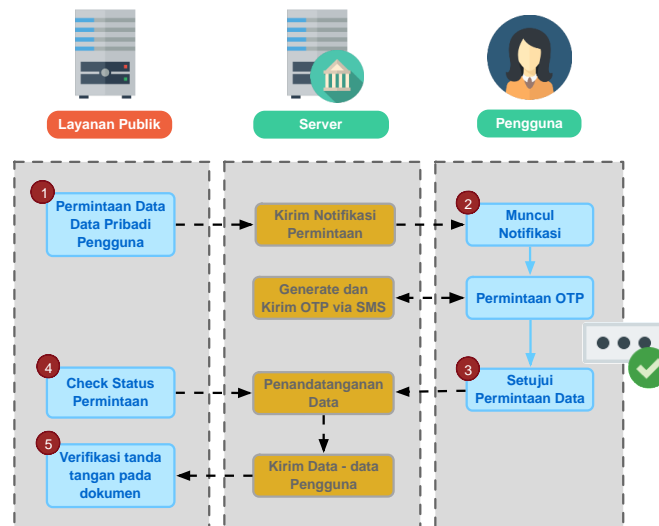 Layanan Publik
Server
Pengguna
1
Permintaan Data
Data Pribadi
Pengguna
Kirim Notifikasi
Permintaan
2
Muncul
Notifikasi
Generate dan
Kirim OTP via SMS
Permintaan OTP
4
Check Status
Permintaan
Penandatanganan
Data
3
Setujui
Permintaan Data
5
Verifikasi tanda
tangan pada
dokumen
Kirim Data - data
Pengguna